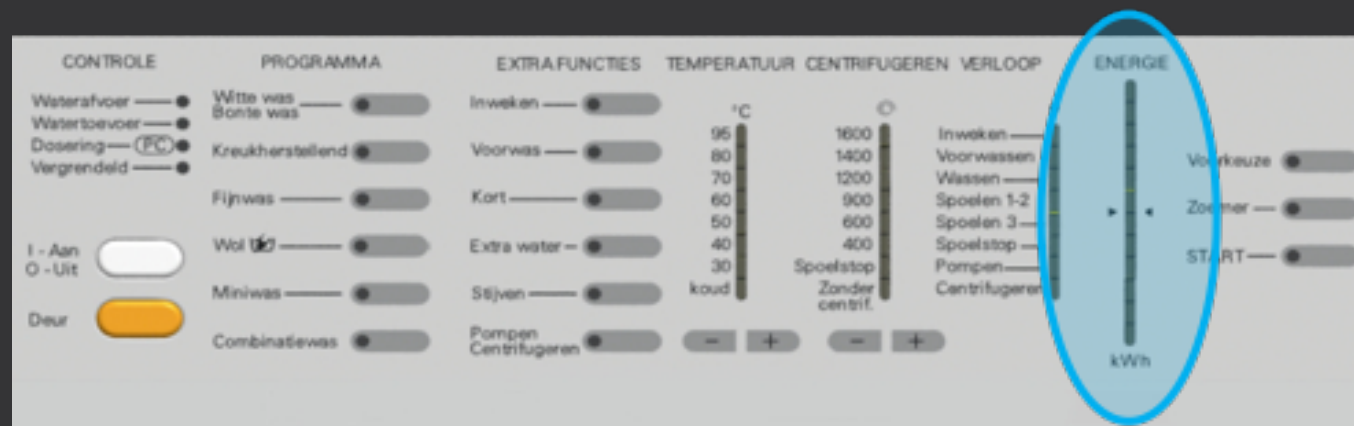 CONTROLE
Waterafvoer
Watertoevoer
Dosering PC
Vergrendeld
I - Aan
O - Uit
Deur
PROGRAMMA
Witte was
Bonte was
Kreukherstellend
Fijnwas
Wol
Miniwas
Combinatiewas
EXTRA FUNCTIES
Inweken
Voorwas
Kort
Extra water
Stijven
Pompen
Centrifugeren
TEMPERATUUR
°C
95
80
70
60
50
40
30
koud
- +
CENTRIFUGEREN
1600
1400
1200
900
600
400
Spoelstop
Zonder
centrif.
- +
VERLOOP
Inweken
Voorwassen
Wassen
Spoelen 1-2
Spoelen 3
Spoelstop
Pompen
Centrifugeren
ENERGIE
kWh
Voorkeuze
Zoemer
START